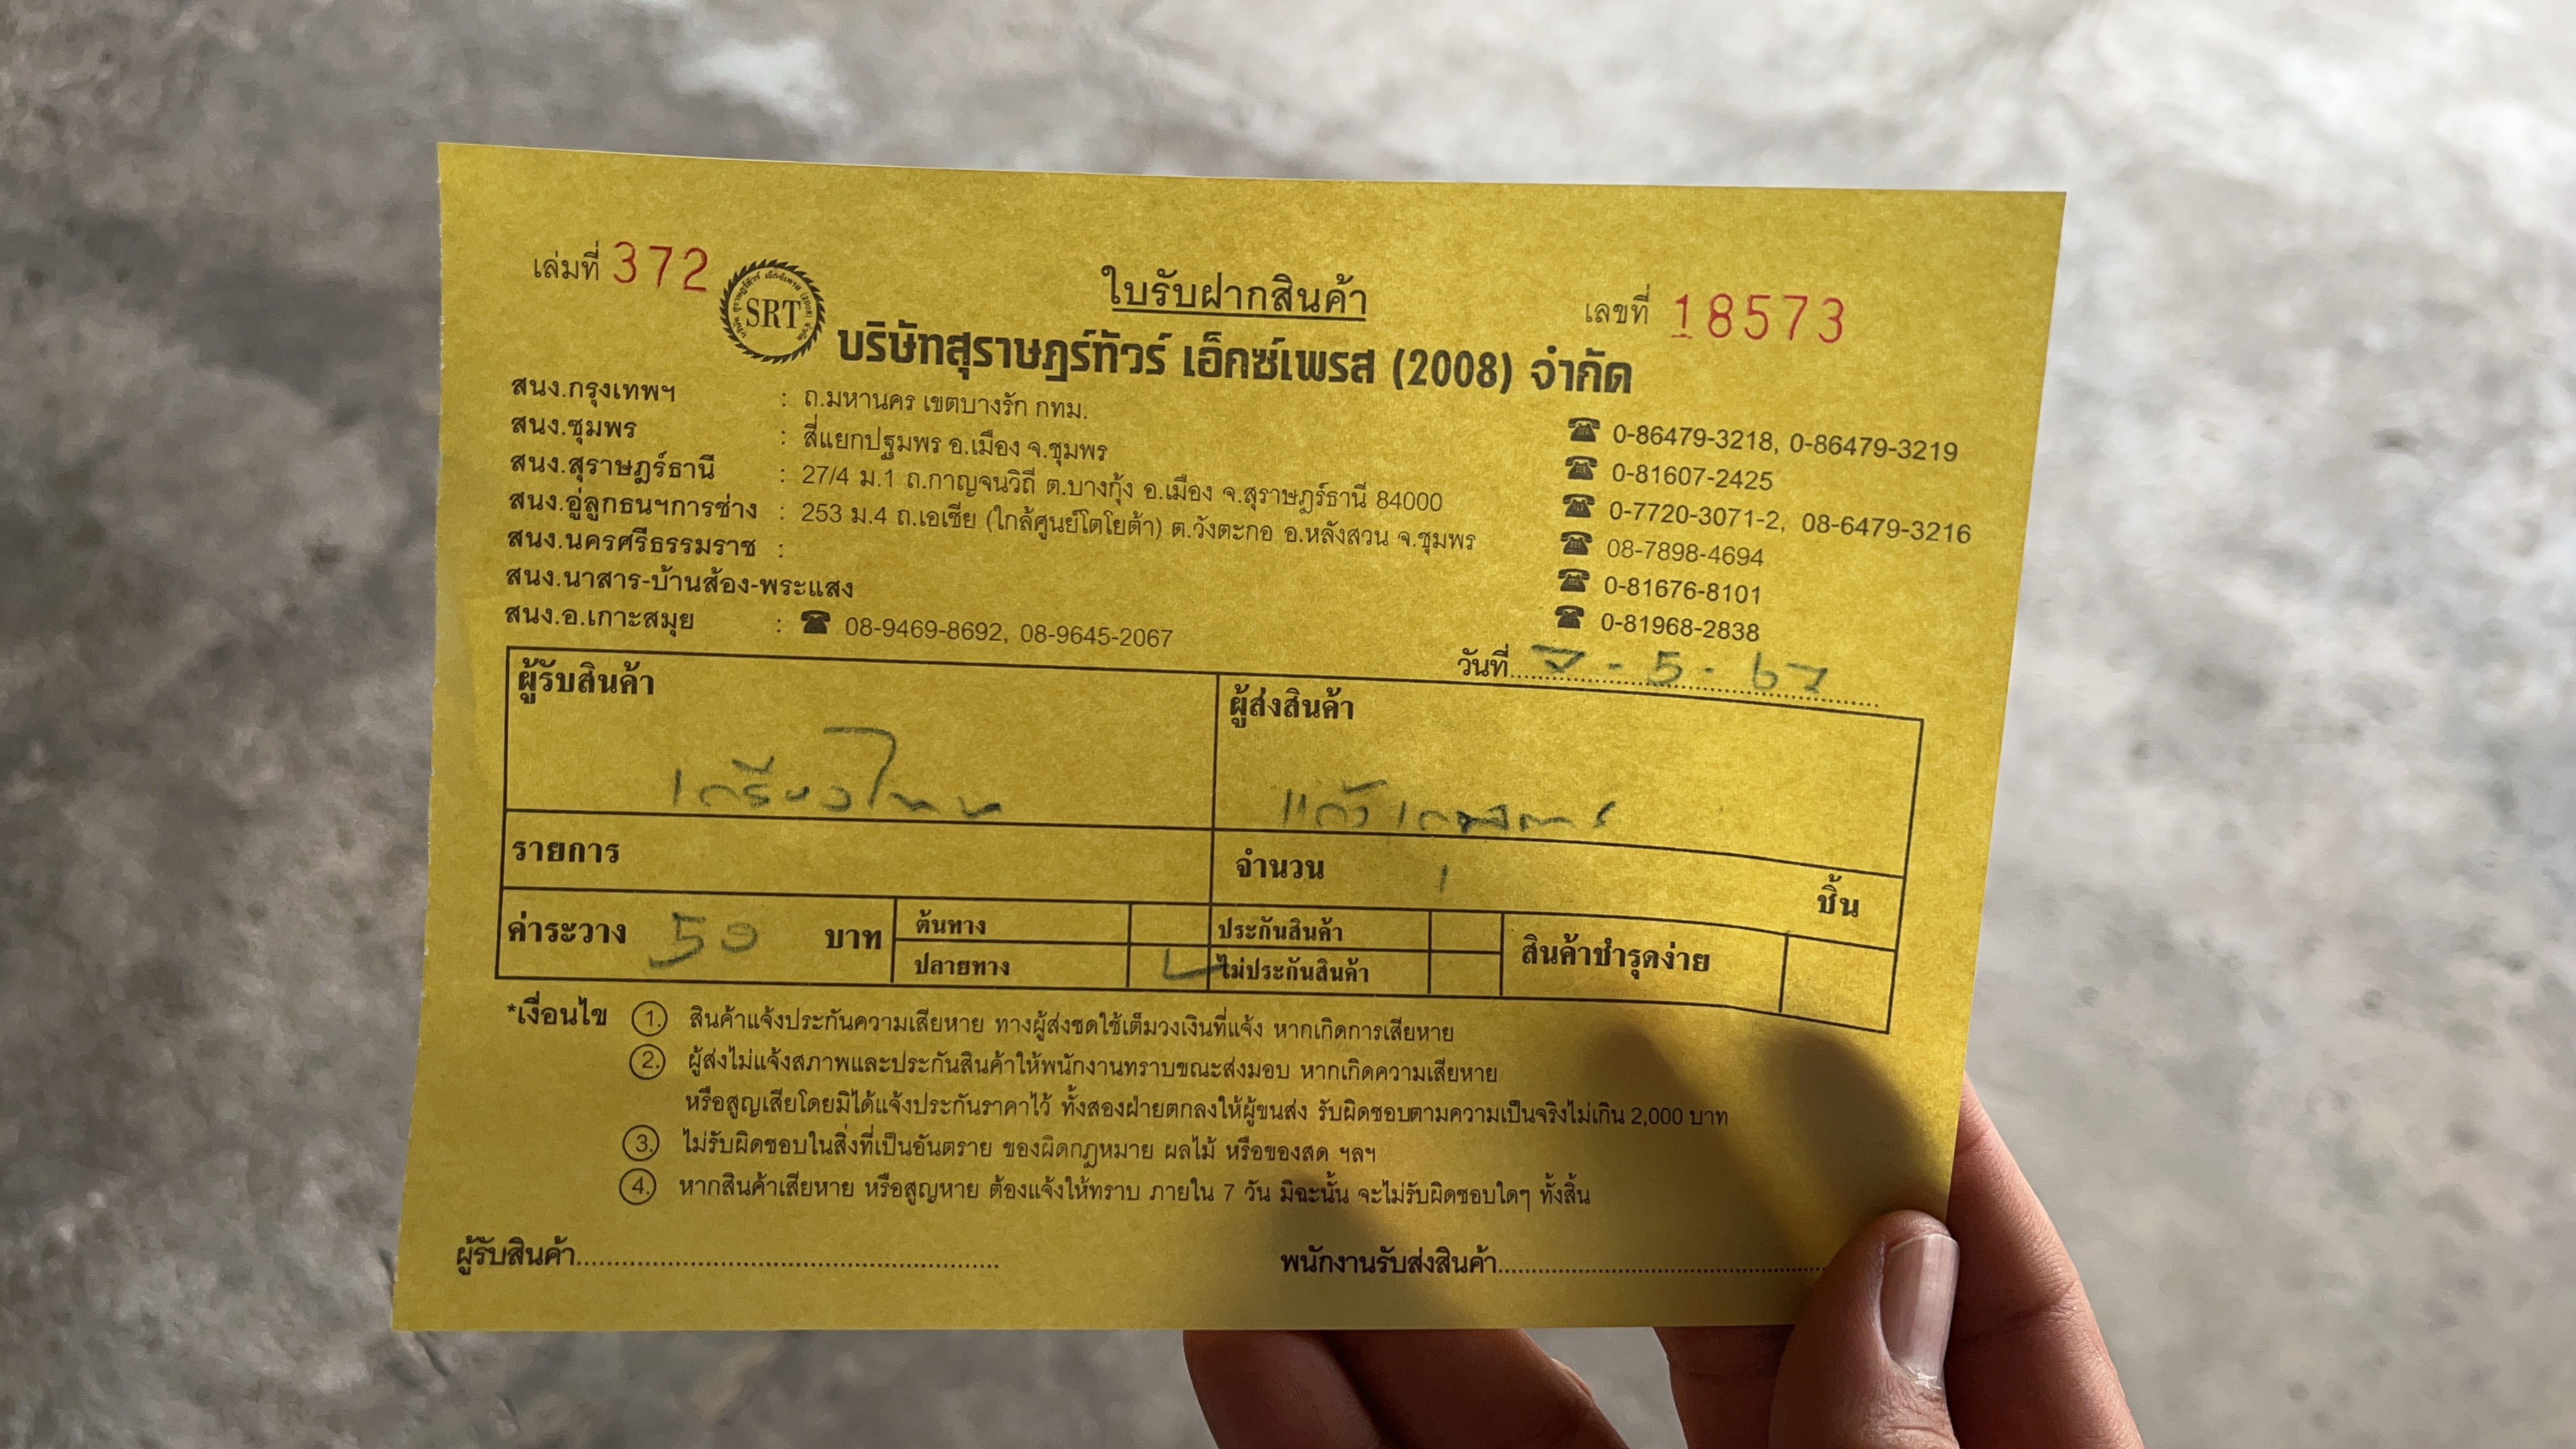 เล่มที่ 372
SRT
ใบรับฝากสินค้า
เลขที่ 18573
บริษัทสุราษฎร์ทัวร์ เอ็กซ์เพรส (2008) จำกัด
สนง.กรุงเทพฯ : ถ.มหานคร เขตบางรัก กทม. ☎ 0-86479-3218, 0-86479-3219
สนง.ชุมพร : สี่แยกปฐมพร อ.เมือง จ.ชุมพร ☎ 0-81607-2425
สนง.สุราษฎร์ธานี : 27/4 ม.1 ถ.กาญจนวิถี ต.บางกุ้ง อ.เมือง จ.สุราษฎร์ธานี 84000 ☎ 0-7720-3071-2, 08-6479-3216
สนง.อู่ลูกธนฯการช่าง : 253 ม.4 ถ.เอเซีย (ใกล้ศูนย์โตโยต้า) ต.วังตะกอ อ.หลังสวน จ.ชุมพร ☎ 08-7898-4694
สนง.นครศรีธรรมราช : ☎ 0-81676-8101
สนง.นาสาร-บ้านส้อง-พระแสง ☎ 0-81968-2838
สนง.อ.เกาะสมุย : ☎ 08-9469-8692, 08-9645-2067
วันที่ - 5 - 67
ผู้รับสินค้า
ผู้ส่งสินค้า
รายการ
จำนวน 1 ชิ้น
ค่าระวาง 50 บาท
ต้นทาง
ปลายทาง
ประกันสินค้า
ไม่ประกันสินค้า
สินค้าชำรุดง่าย
*เงื่อนไข 1. สินค้าแจ้งประกันความเสียหาย ทางผู้ส่งชดใช้เต็มวงเงินที่แจ้ง หากเกิดการเสียหาย
2. ผู้ส่งไม่แจ้งสภาพและประกันสินค้าให้พนักงานทราบขณะส่งมอบ หากเกิดความเสียหาย
หรือสูญเสียโดยมิได้แจ้งประกันราคาไว้ ทั้งสองฝ่ายตกลงให้ผู้ขนส่ง รับผิดชอบตามความเป็นจริงไม่เกิน 2,000 บาท
3. ไม่รับผิดชอบในสิ่งที่เป็นอันตราย ของผิดกฎหมาย ผลไม้ หรือของสด ฯลฯ
4. หากสินค้าเสียหาย หรือสูญหาย ต้องแจ้งให้ทราบ ภายใน 7 วัน มิฉะนั้น จะไม่รับผิดชอบใดๆ ทั้งสิ้น
ผู้รับสินค้า
พนักงานรับส่งสินค้า